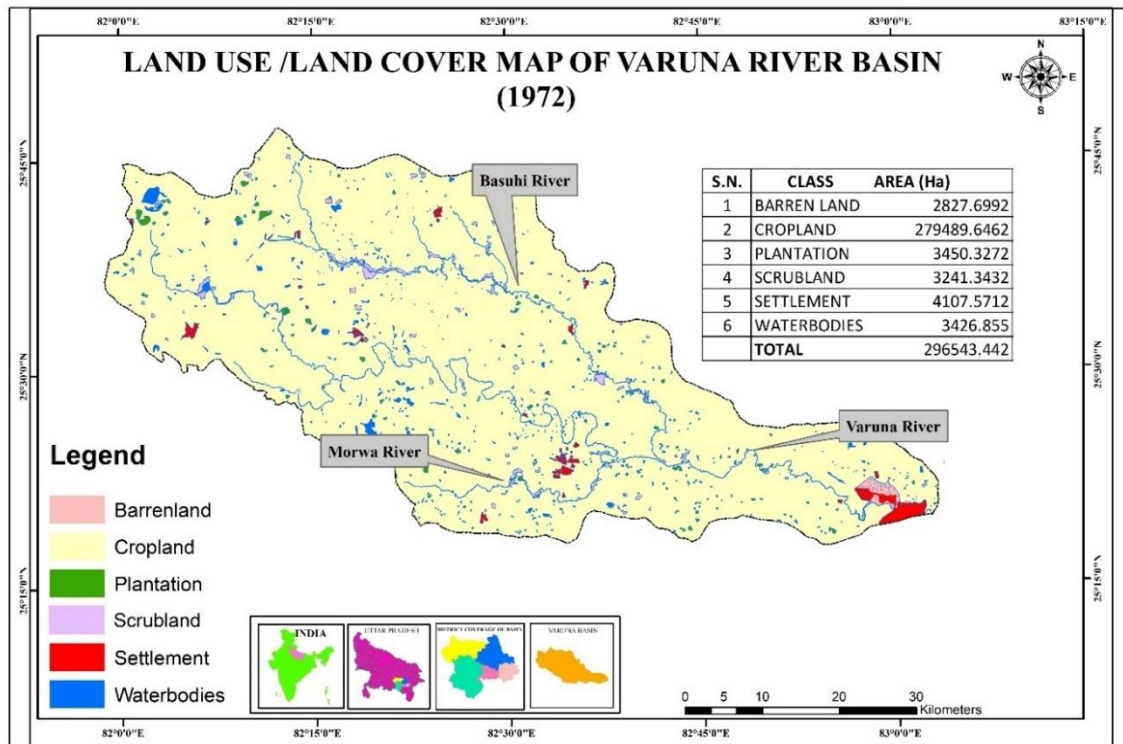 82°0'0"E 82°15'0"E 82°30'0"E 82°45'0"E 83°0'0"E 83°15'0"E
LAND USE /LAND COVER MAP OF VARUNA RIVER BASIN
(1972)
N
W E
S
25°45'0"N 25°45'0"N
Basuhi River
S.N. CLASS AREA (Ha)
1 BARREN LAND 2827.6992
2 CROPLAND 279489.6462
3 PLANTATION 3450.3272
4 SCRUBLAND 3241.3432
5 SETTLEMENT 4107.5712
6 WATERBODIES 3426.855
TOTAL 296543.442
25°30'0"N 25°30'0"N
Varuna River
Morwa River
Legend
Barrenland
Cropland
Plantation
Scrubland
Settlement
Waterbodies
25°15'0"N 25°15'0"N
INDIA
UTTAR PRADESH
DISTRICT COVERAGE OF BASIN
VARUNA BASIN
0 5 10 20 30
Kilometers
82°0'0"E 82°15'0"E 82°30'0"E 82°45'0"E 83°0'0"E